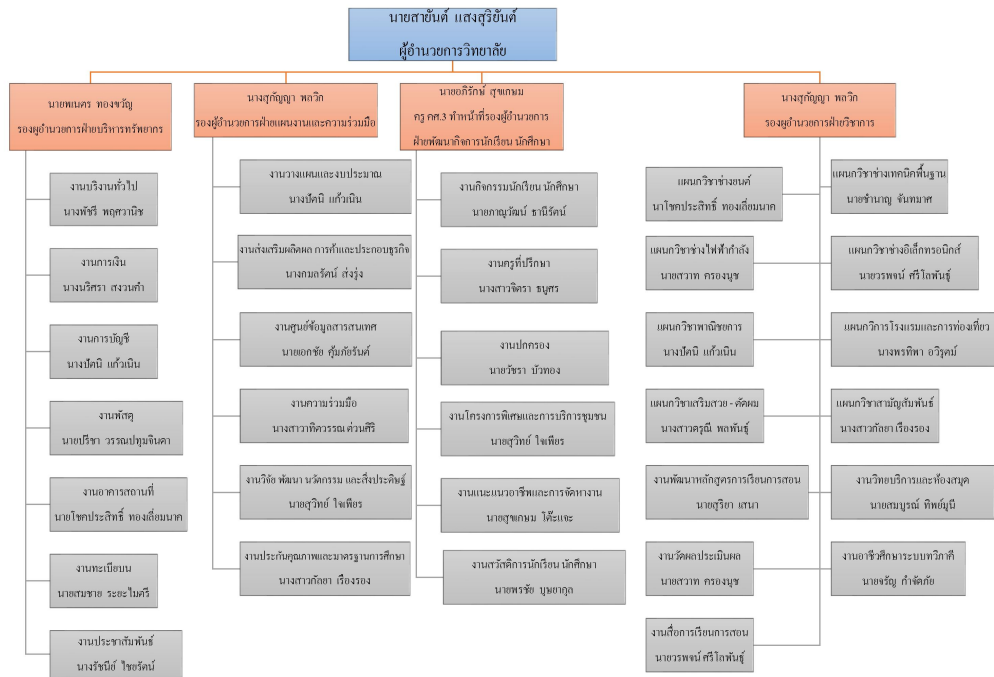 นายสายันต์ แสงสุริยันต์
ผู้อำนวยการวิทยาลัย
นายพเนตร ทองขวัญ
รองผู้อำนวยการฝ่ายบริหารทรัพยากร
งานบริงานทั่วไป
นางพัชรี พฤศวานิช
งานการเงิน
นางนริศรา สงวนคำ
งานการบัญชี
นางปัตนิ แก้วเนิน
งานพัสดุ
นายปรีชา วรรณปทุมจินดา
งานอาคารสถานที่
นายโชคประสิทธิ์ ทองเลี่ยมนาค
งานทะเบียบน
นายสมชาย ระยะไมตรี
งานประชาสัมพันธ์
นางรัชนีย์ ไชยรัตน์
นางสุกัญญา พลวิก
รองผู้อำนวยการฝ่ายแผนงานและความร่วมมือ
งานวางแผนและงบประมาณ
นางปัตนิ แก้วเนิน
งานส่งเสริมผลิตผล การค้าและประกอบธุรกิจ
นางกมลรัตน์ ส่งรุ่ง
งานศูนย์ข้อมูลสารสนเทศ
นายเอกชัย คุ้มภัยรันต์
งานความร่วมมือ
นางสาวาทิตวรรณ ด่วนศิริ
งานวิจัย พัฒนา นวัตกรรม และสิ่งประดิษฐ์
นายสุวิทย์ ใจเพียร
งานประกันคุณภาพและมาตรฐานการศึกษา
นางสาวกัลยา เรืองรอง
นายอภิรักษ์ สุขเกษม
ครู คศ.3 ทำหน้าที่รองผู้อำนวยการ
ฝ่ายพัฒนากิจการนักเรียน นักศึกษา
งานกิจกรรมนักเรียน นักศึกษา
นายภาณุวัฒน์ ธานีรัตน์
งานครูที่ปรึกษา
นางสาวจิตรา ธนูศร
งานปกครอง
นายวัชรา บัวทอง
งานโครงการพิเศษและการบริการชุมชน
นายสุวิทย์ ใจเพียร
งานแนะแนวอาชีพและการจัดหางาน
นายสุขเกษม โต๊ะแจะ
งานสวัสดิการนักเรียน นักศึกษา
นายพรชัย บุษยากุล
นางสุกัญญา พลวิก
รองผู้อำนวยการฝ่ายวิชาการ
แผนกวิชาช่างยนต์
นาโชคประสิทธิ์ ทองเลี่ยมนาค
แผนกวิชาช่างเทคนิคพื้นฐาน
นายชำนาญ จันทมาศ
แผนกวิชาช่างไฟฟ้ากำลัง
นายสวาท ครองนุช
แผนกวิชาช่างอิเล็กทรอนิกส์
นายวรพจน์ ศรีโลพันธุ์
แผนกวิชาพาณิชยการ
นางปัตนิ แก้วเนิน
แผนกวิการโรงแรมและการท่องเที่ยว
นางพรทิพา อวิรุตม์
แผนกวิชาเสริมสวย - ตัดผม
นางสาวดรุณี พลพันธุ์
แผนกวิชาสามัญสัมพันธ์
นางสาวกัลยา เรืองรอง
งานพัฒนาหลักสูตรการเรียนการสอน
นายสุริยา เสนา
งานวิทยบริการและห้องสมุด
นายสมบูรณ์ ทิพย์มุนี
งานวัดผลประเมินผล
นายสวาท ครองนุช
งานอาชีวศึกษาระบบทวิภาคี
นายจรัญ กำจัดภัย
งานสื่อการเรียนการสอน
นายวรพจน์ ศรีโลพันธุ์